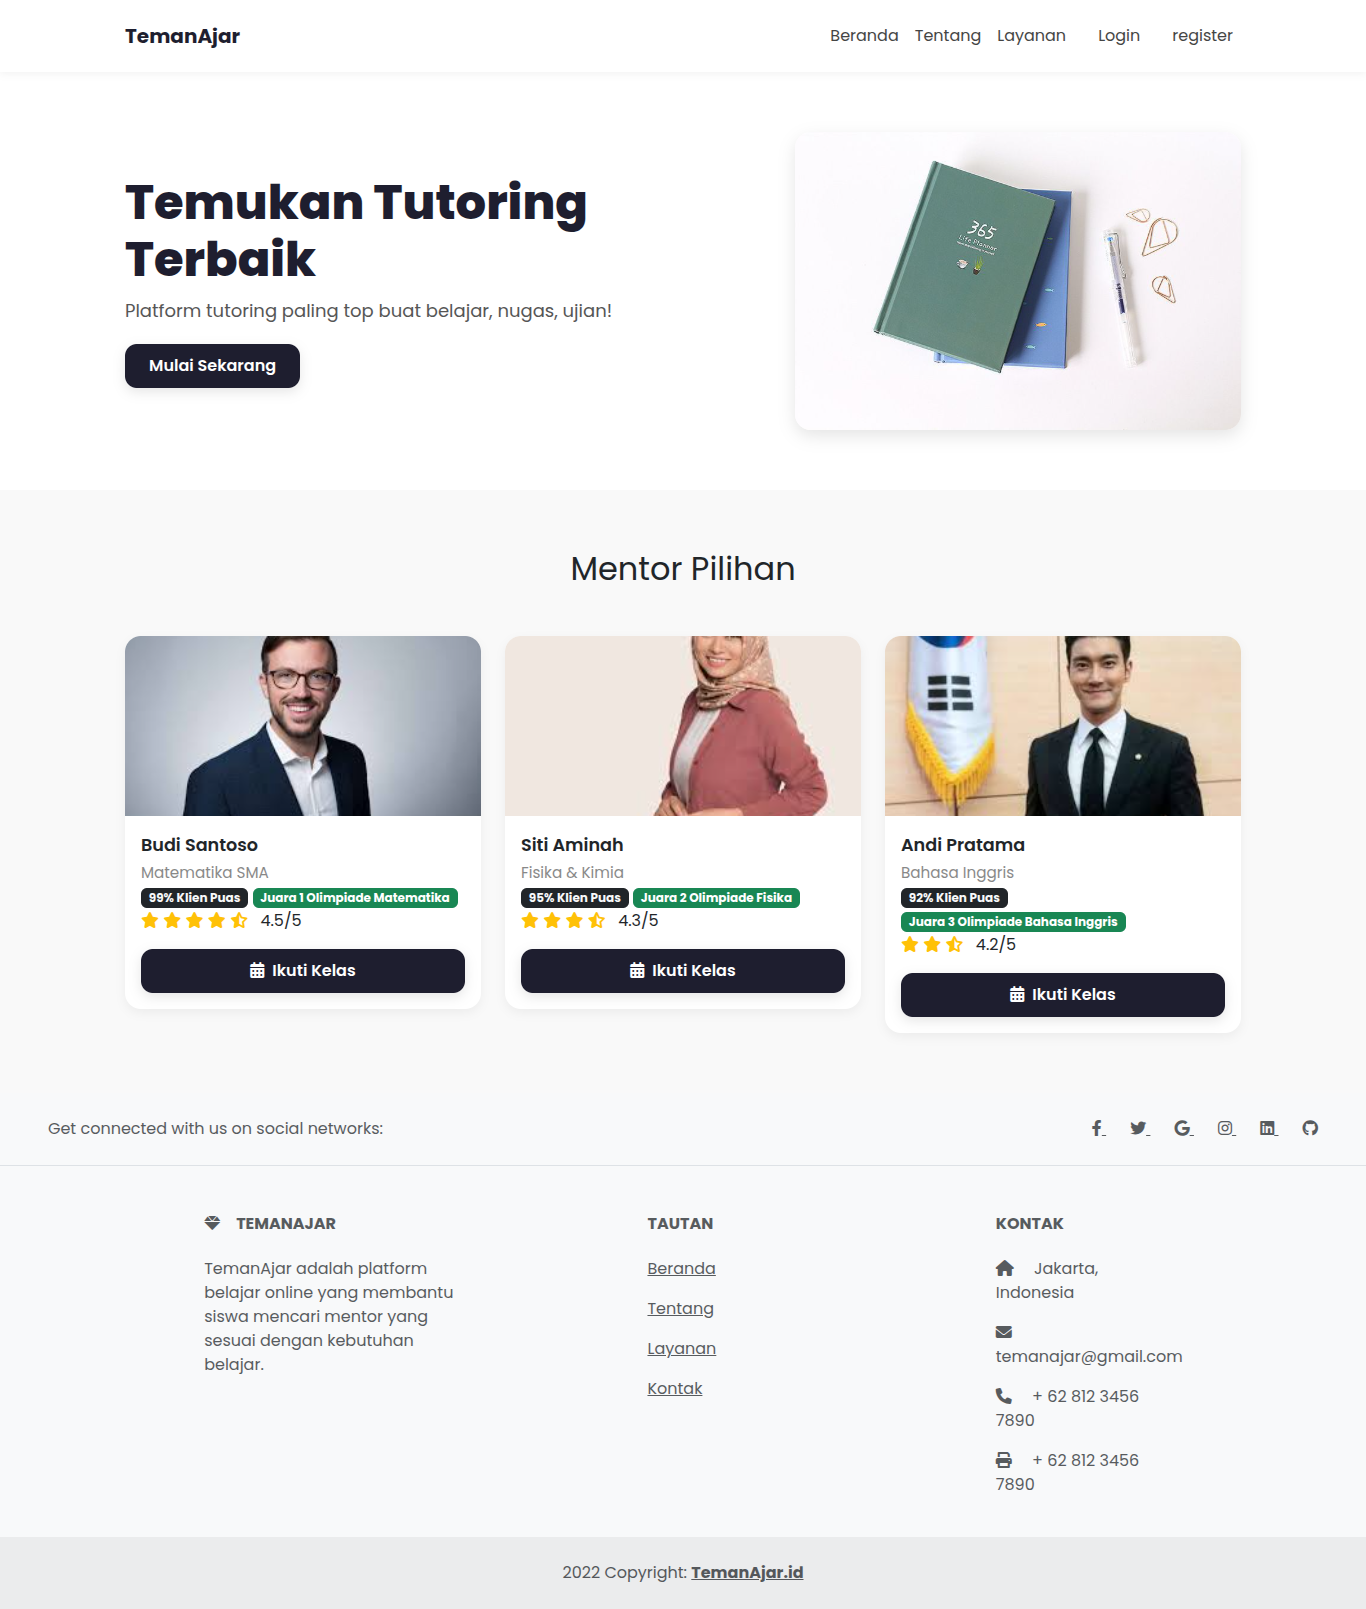 TemanAjar
Beranda Tentang Layanan Login register
Temukan Tutoring
Terbaik
Platform tutoring paling top buat belajar, nugas, ujian!
Mulai Sekarang
365
Life Planner
Mentor Pilihan
Budi Santoso
Matematika SMA
99% Klien Puas Juara 1 Olimpiade Matematika
4.5/5
Ikuti Kelas
Siti Aminah
Fisika & Kimia
95% Klien Puas Juara 2 Olimpiade Fisika
4.3/5
Ikuti Kelas
Andi Pratama
Bahasa Inggris
92% Klien Puas
Juara 3 Olimpiade Bahasa Inggris
4.2/5
Ikuti Kelas
Get connected with us on social networks:
TEMANAJAR
TemanAjar adalah platform
belajar online yang membantu
siswa mencari mentor yang
sesuai dengan kebutuhan
belajar.
TAUTAN
Beranda
Tentang
Layanan
Kontak
KONTAK
Jakarta,
Indonesia
temanajar@gmail.com
+ 62 812 3456
7890
+ 62 812 3456
7890
2022 Copyright: TemanAjar.id